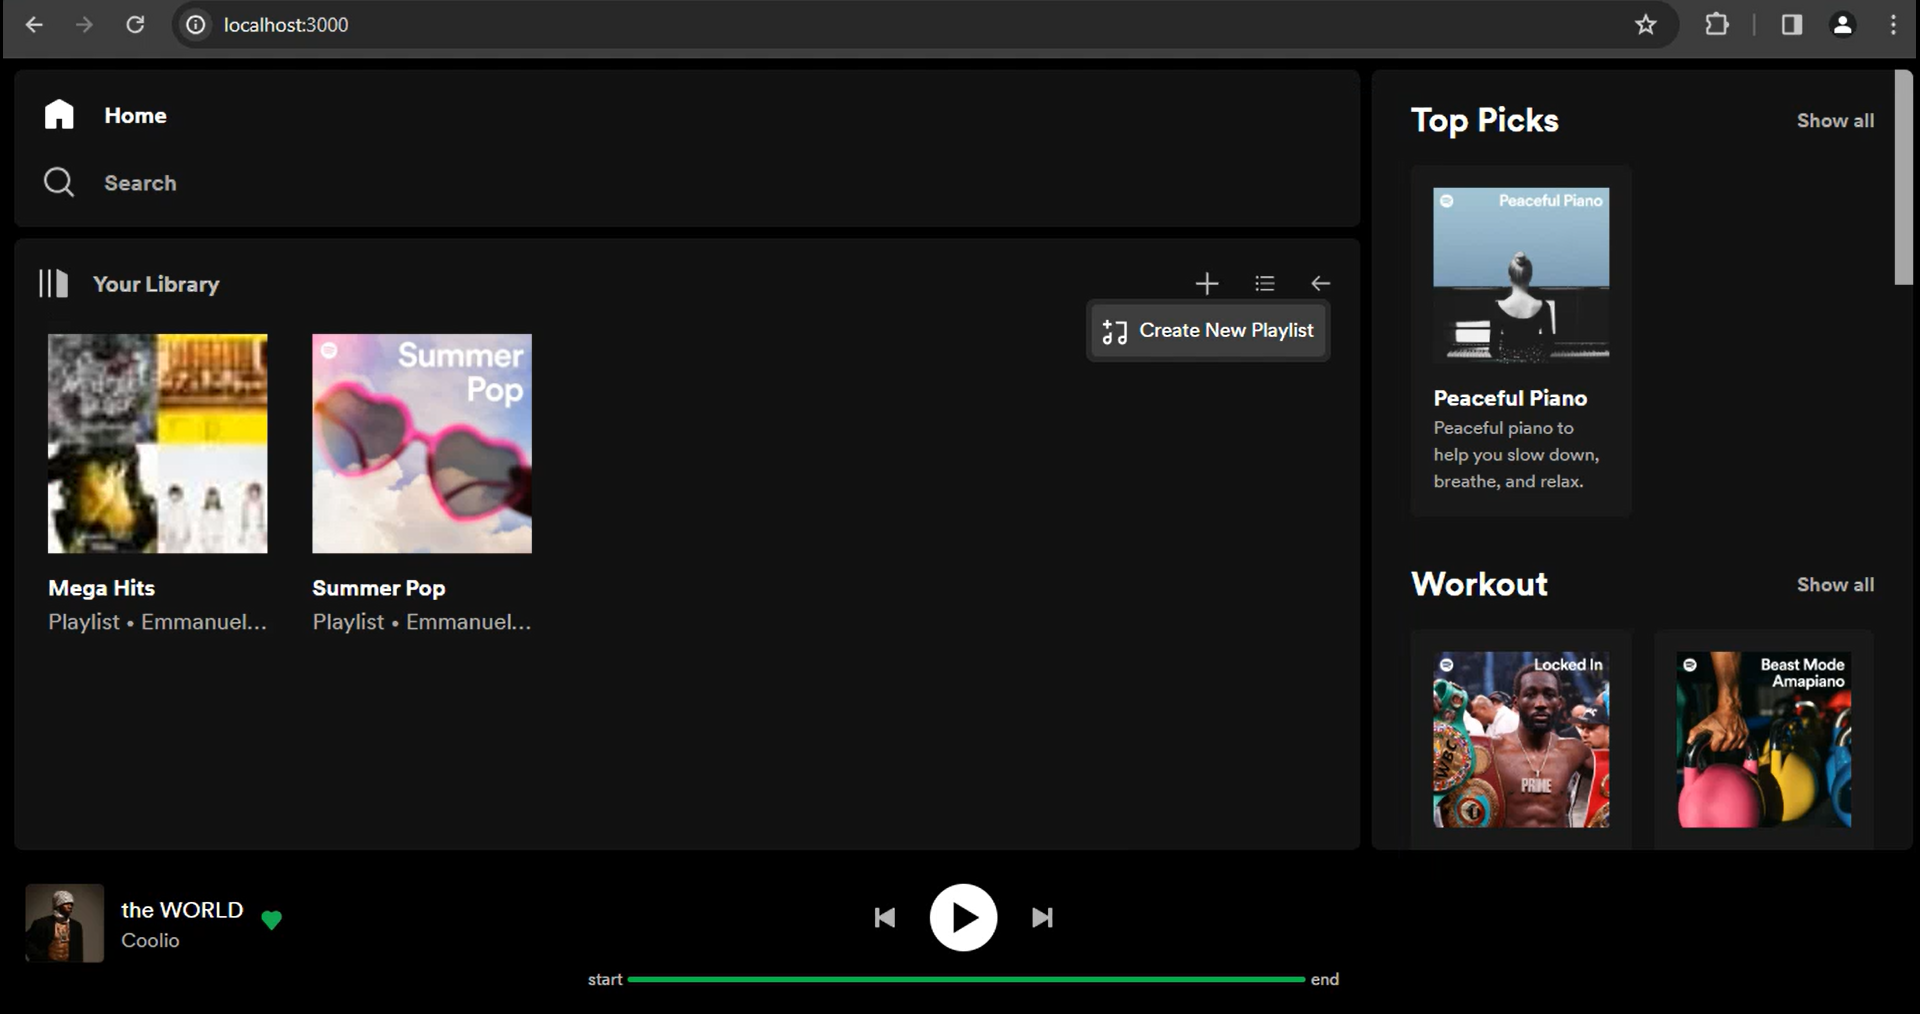 localhost:3000
Home
Search
Your Library
Create New Playlist
Summer
Pop
Mega Hits
Playlist • Emmanuel...
Summer Pop
Playlist • Emmanuel...
Top Picks
Show all
Peaceful Piano
Peaceful Piano
Peaceful piano to
help you slow down,
breathe, and relax.
Workout
Show all
Locked In
WBC
PRIME
Beast Mode
Amapiano
the WORLD
Coolio
start
end